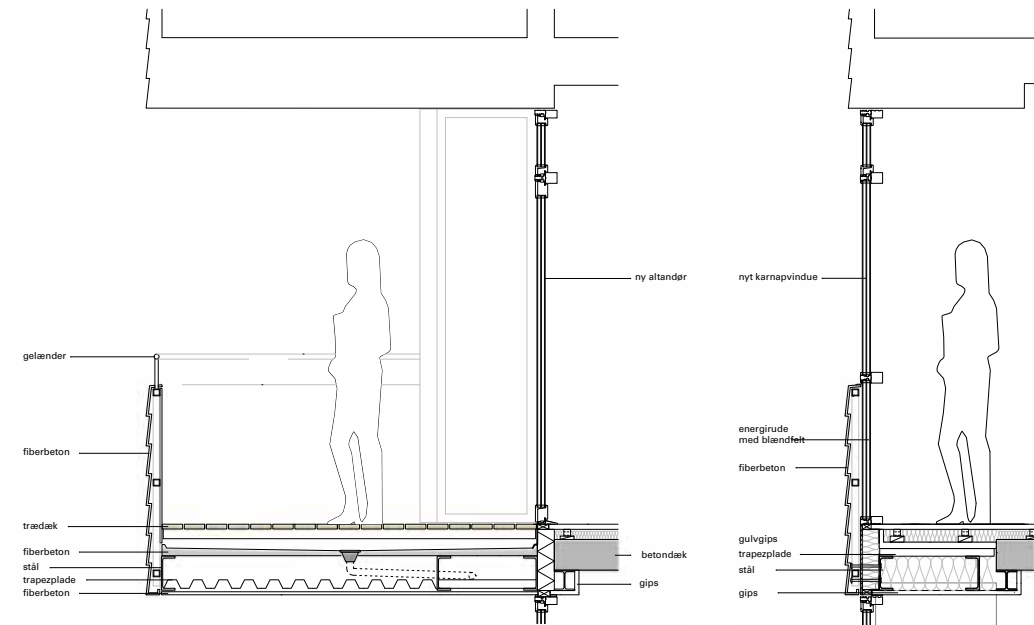 ny altandør
gelænder
fiberbeton
trædæk
fiberbeton
stål
trapezplade
fiberbeton
betondæk
gips
nyt karnapvindue
energirude
med blændfelt
fiberbeton
gulvgips
trapezplade
stål
gips